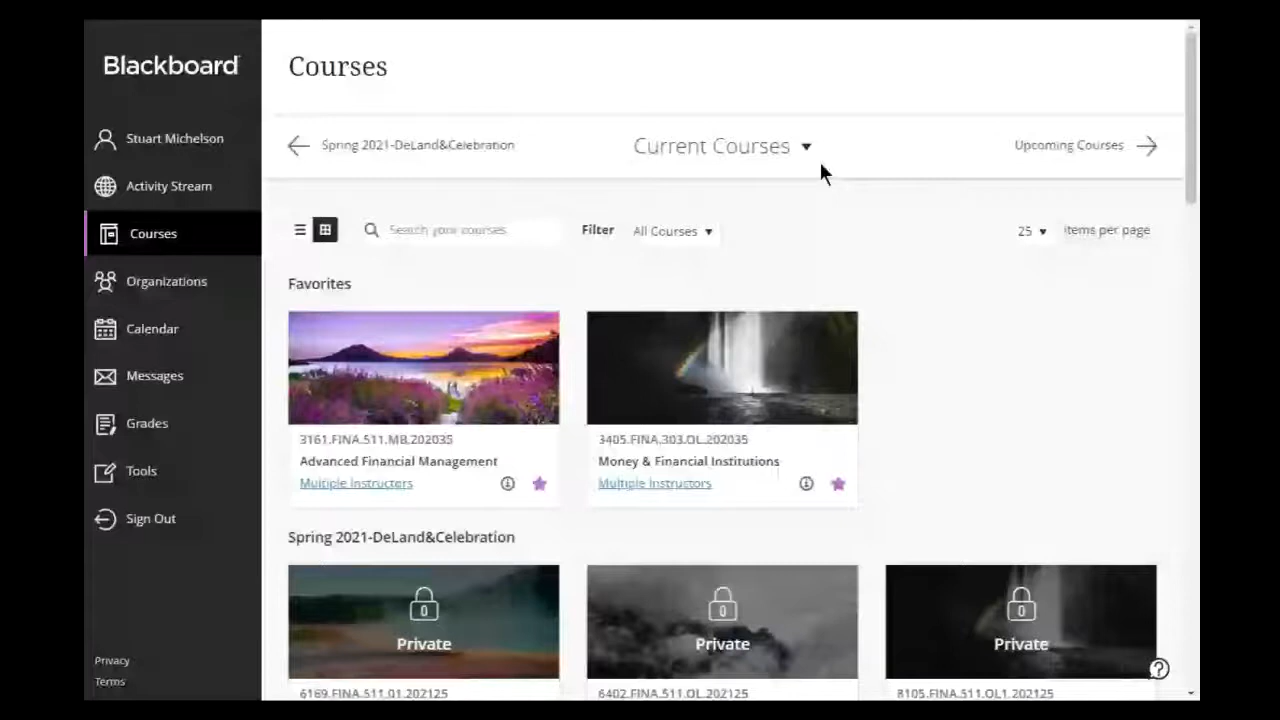 Blackboard
Courses
Stuart Michelson
Activity Stream
Courses
Organizations
Calendar
Messages
Grades
Tools
Sign Out
Privacy
Terms
Spring 2021-DeLand&Celebration
Current Courses
Upcoming Courses
Search your courses
Filter
All Courses
25
items per page
Favorites
3161.FINA.511.MB.202035
Advanced Financial Management
Multiple Instructors
3405.FINA.303.OL.202035
Money & Financial Institutions
Multiple Instructors
Spring 2021-DeLand&Celebration
Private
Private
Private
6169.FINA.511.01.202125
6402.FINA.511.OL.202125
8105.FINA.511.OL1.202125